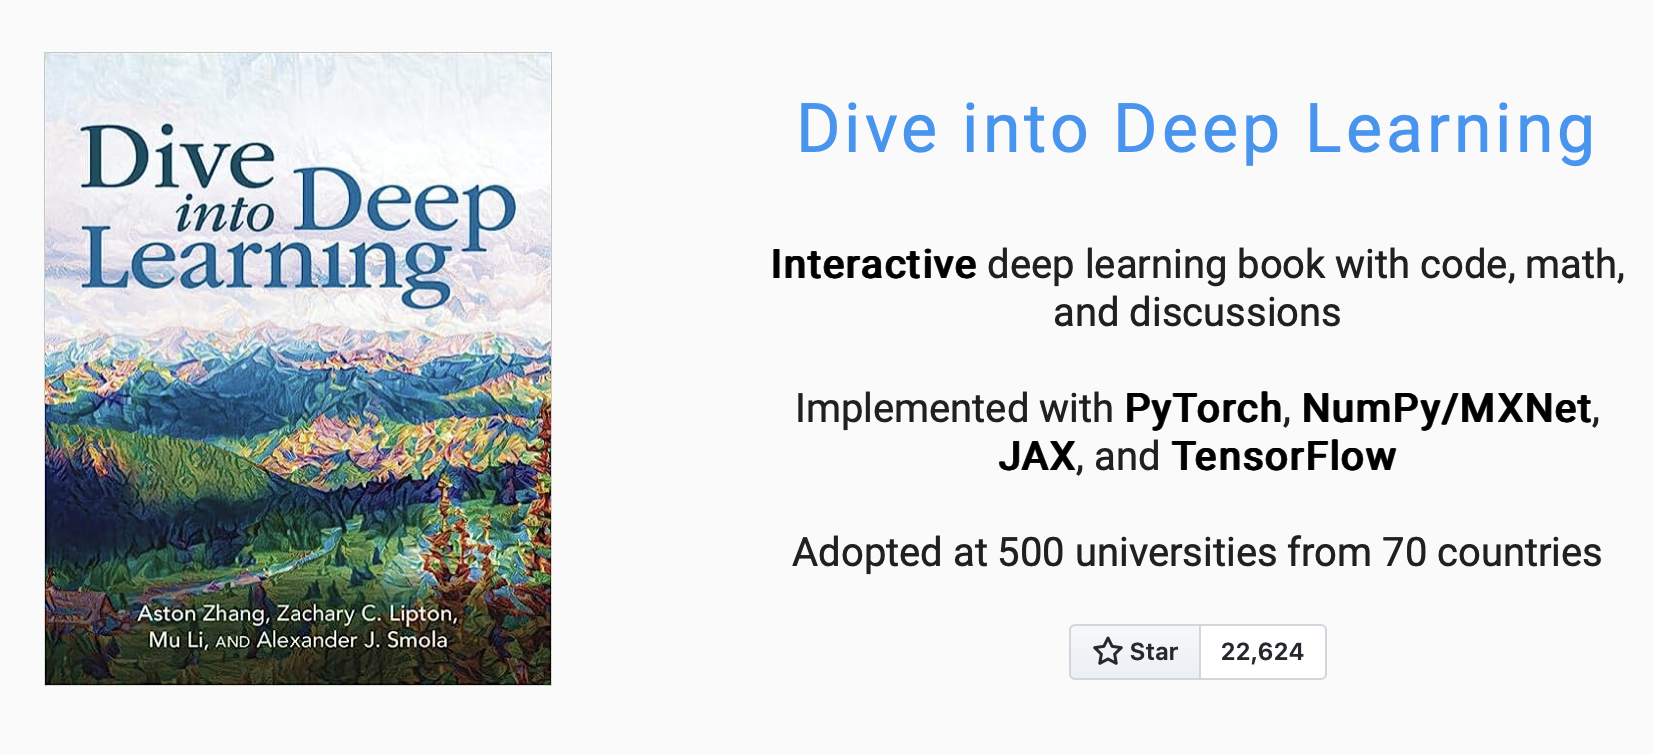 Dive
into Deep
Learning
Aston Zhang, Zachary C. Lipton,
Mu Li, AND Alexander J. Smola
Dive into Deep Learning
Interactive deep learning book with code, math,
and discussions
Implemented with PyTorch, NumPy/MXNet,
JAX, and TensorFlow
Adopted at 500 universities from 70 countries
Star 22,624